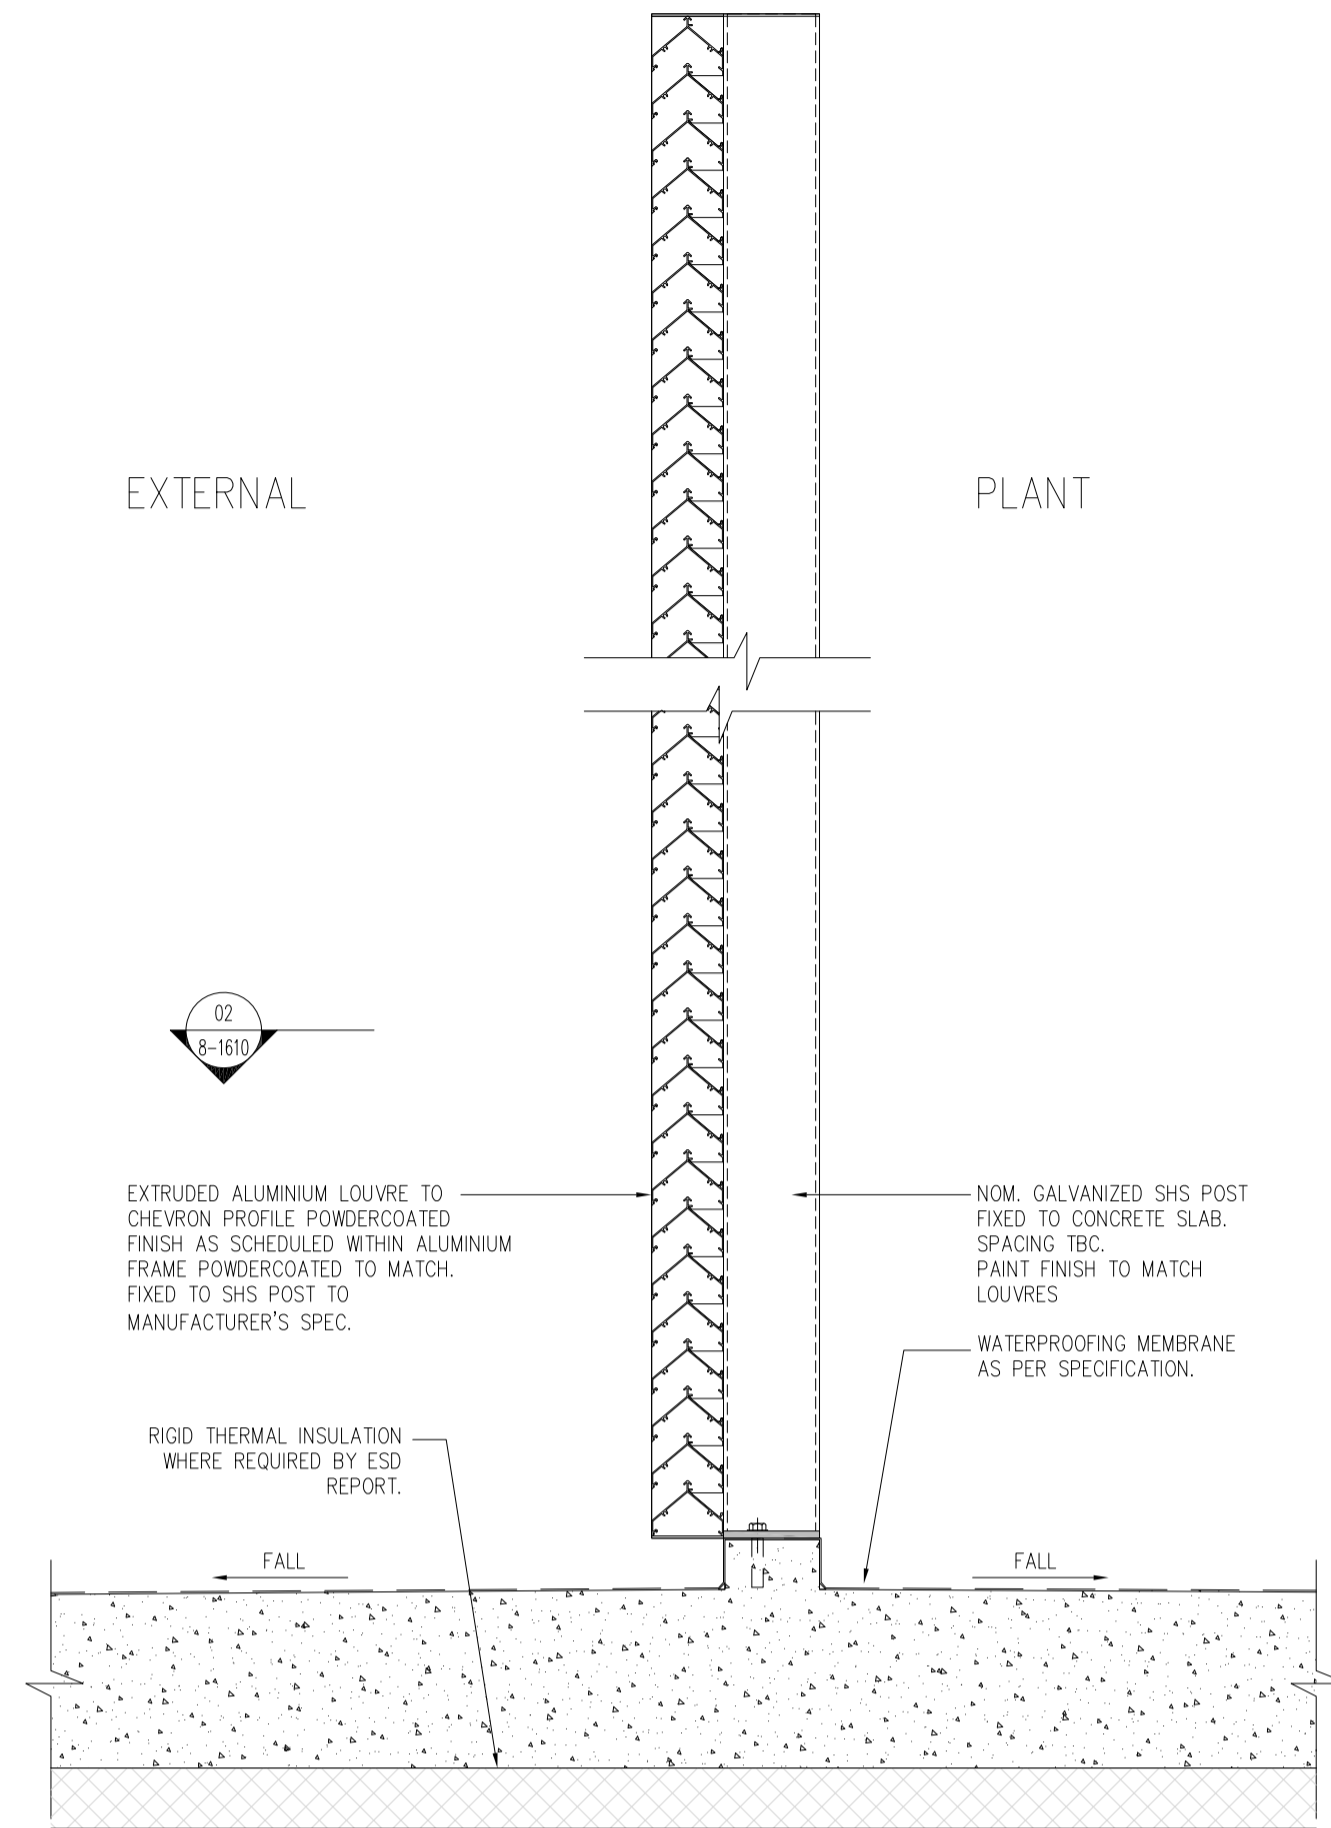 EXTERNAL
PLANT
02
8-1610
EXTRUDED ALUMINIUM LOUVRE TO
CHEVRON PROFILE POWDERCOATED
FINISH AS SCHEDULED WITHIN ALUMINIUM
FRAME POWDERCOATED TO MATCH.
FIXED TO SHS POST TO
MANUFACTURER'S SPEC.
NOM. GALVANIZED SHS POST
FIXED TO CONCRETE SLAB.
SPACING TBC.
PAINT FINISH TO MATCH
LOUVRES
WATERPROOFING MEMBRANE
AS PER SPECIFICATION.
RIGID THERMAL INSULATION
WHERE REQUIRED BY ESD
REPORT.
FALL
FALL